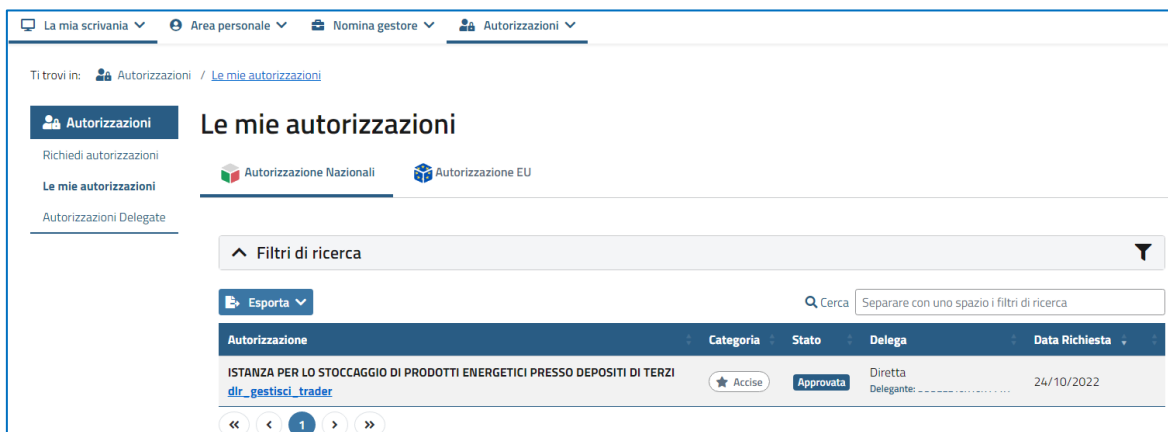 La mia scrivania Area personale Nomina gestore Autorizzazioni
Ti trovi in: Autorizzazioni / Le mie autorizzazioni
Autorizzazioni
Richiedi autorizzazioni
Le mie autorizzazioni
Autorizzazioni Delegate
Le mie autorizzazioni
Autorizzazione Nazionali Autorizzazione EU
Filtri di ricerca
Esporta Cerca Separare con uno spazio i filtri di ricerca
Autorizzazione Categoria Stato Delega Data Richiesta
ISTANZA PER LO STOCCAGGIO DI PRODOTTI ENERGETICI PRESSO DEPOSITI DI TERZI
dlr_gestisci_trader
Accise Approvata Diretta
Delegante:
24/10/2022
« ‹ 1 › »